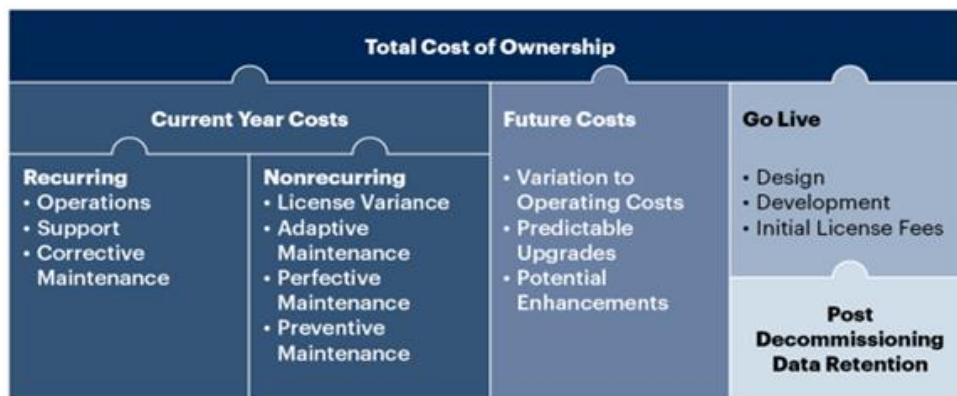 Total Cost of Ownership
Current Year Costs
Recurring
• Operations
• Support
• Corrective
Maintenance
Nonrecurring
• License Variance
• Adaptive
Maintenance
• Perfective
Maintenance
• Preventive
Maintenance
Future Costs
• Variation to
Operating Costs
• Predictable
Upgrades
• Potential
Enhancements
Go Live
• Design
• Development
• Initial License Fees
Post
Decommissioning
Data Retention